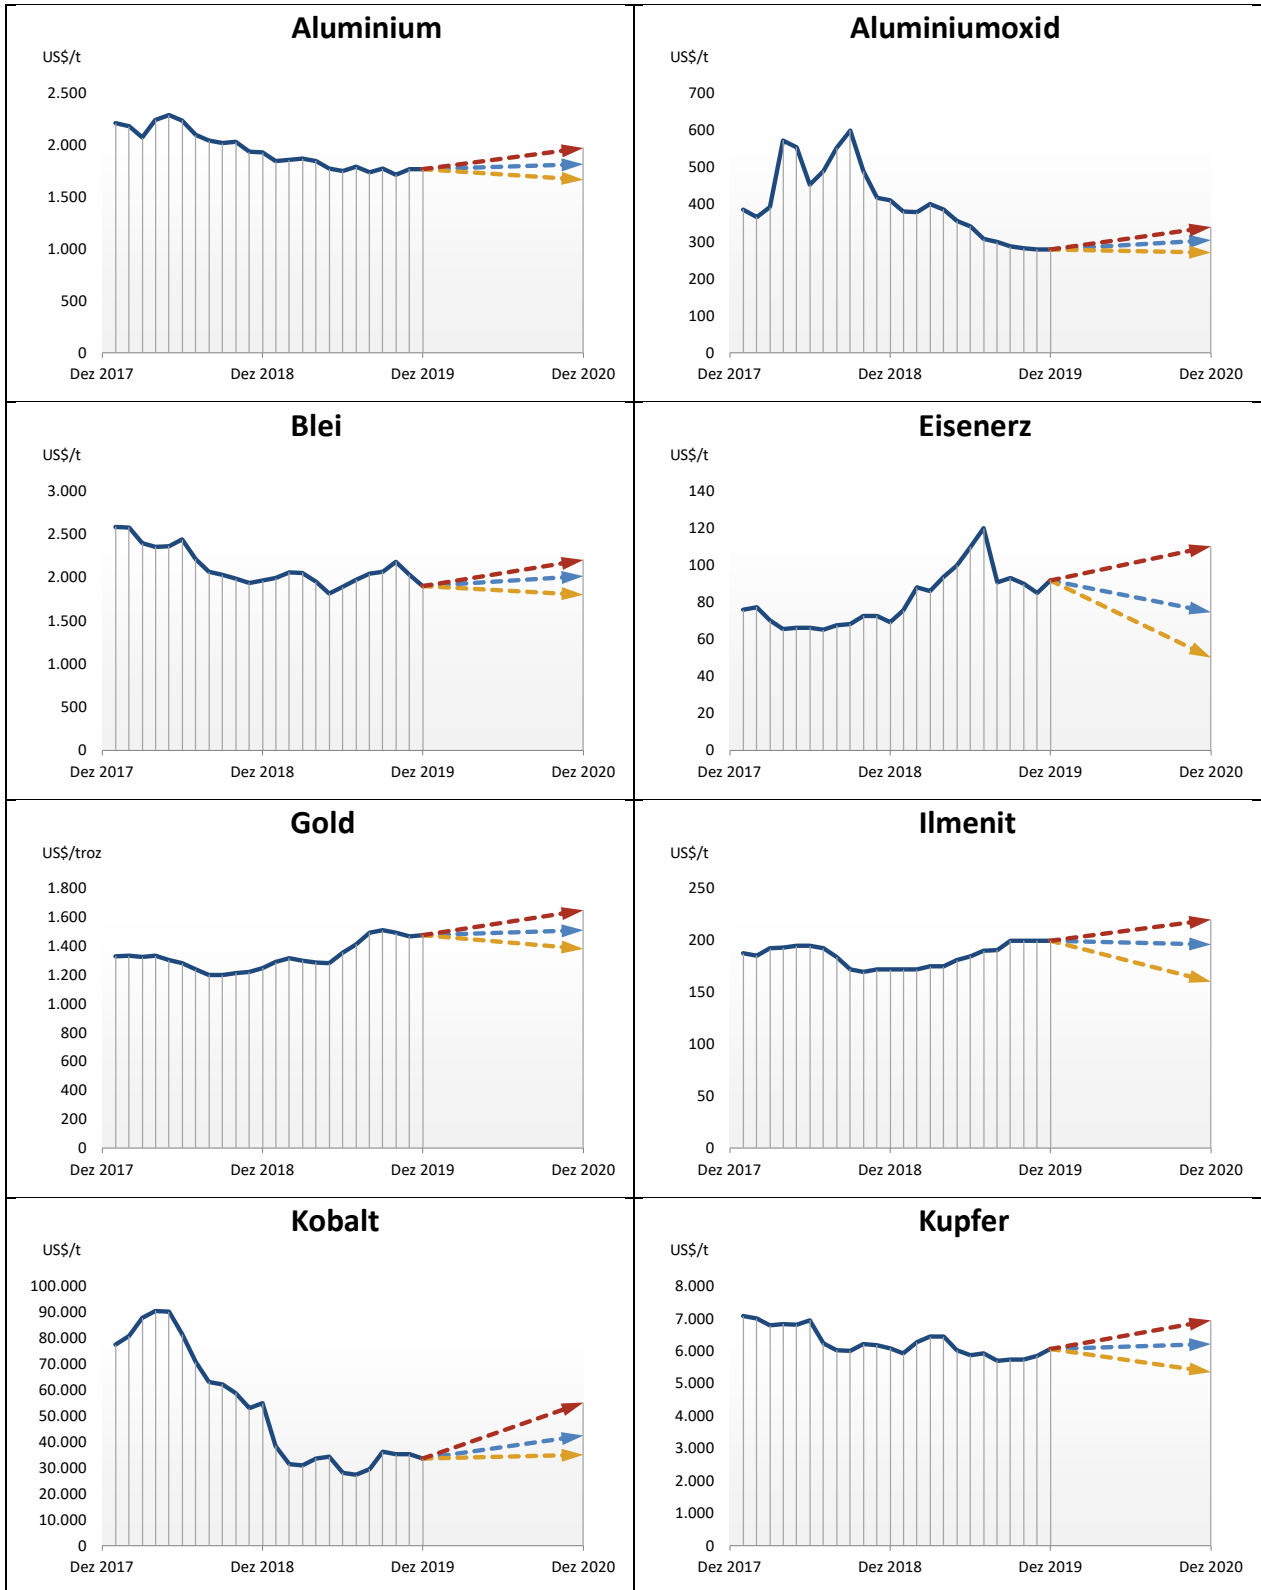 Aluminium
US$/t
2.500
2.000
1.500
1.000
500
0
Dez 2017 Dez 2018 Dez 2019 Dez 2020
Aluminiumoxid
US$/t
700
600
500
400
300
200
100
0
Dez 2017 Dez 2018 Dez 2019 Dez 2020
Blei
US$/t
3.000
2.500
2.000
1.500
1.000
500
0
Dez 2017 Dez 2018 Dez 2019 Dez 2020
Eisenerz
US$/t
140
120
100
80
60
40
20
0
Dez 2017 Dez 2018 Dez 2019 Dez 2020
Gold
US$/troz
1.800
1.600
1.400
1.200
1.000
800
600
400
200
0
Dez 2017 Dez 2018 Dez 2019 Dez 2020
Ilmenit
US$/t
250
200
150
100
50
0
Dez 2017 Dez 2018 Dez 2019 Dez 2020
Kobalt
US$/t
100.000
90.000
80.000
70.000
60.000
50.000
40.000
30.000
20.000
10.000
0
Dez 2017 Dez 2018 Dez 2019 Dez 2020
Kupfer
US$/t
8.000
7.000
6.000
5.000
4.000
3.000
2.000
1.000
0
Dez 2017 Dez 2018 Dez 2019 Dez 2020